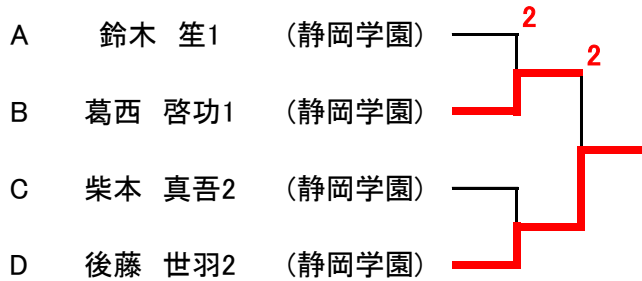 2
A 鈴木 笙1 (静岡学園)
2
B 葛西 啓功1 (静岡学園)
C 柴本 真吾2 (静岡学園)
D 後藤 世羽2 (静岡学園)